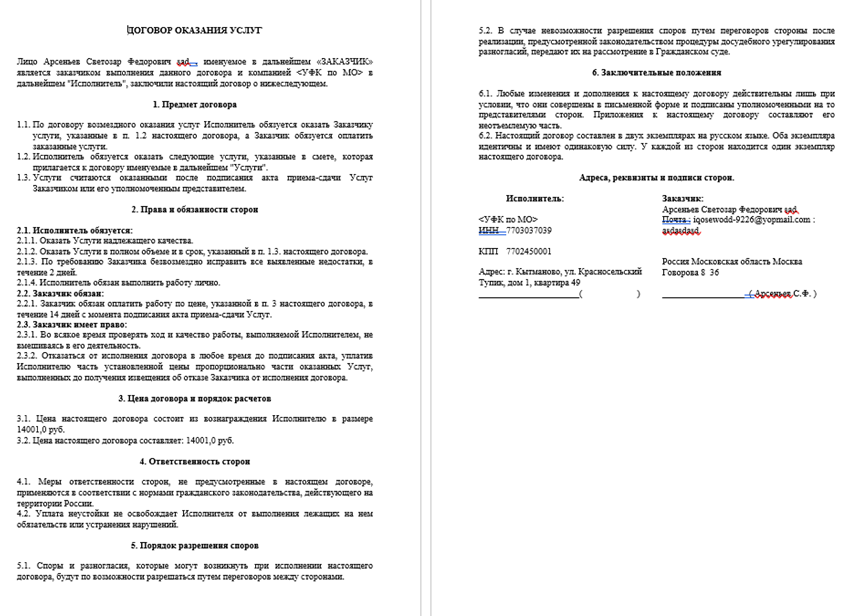 ДОГОВОР ОКАЗАНИЯ УСЛУГ
Лицо Арсеньев Светозар Федорович sad, именуемое в дальнейшем «ЗАКАЗЧИК»
является заказчиком выполнения данного договора и компанией <УФК по МО> в
дальнейшем "Исполнитель", заключили настоящий договор о нижеследующем.
1. Предмет договора
1.1. По договору возмездного оказания услуг Исполнитель обязуется оказать Заказчику
услуги, указанные в п. 1.2 настоящего договора, а Заказчик обязуется оплатить
заказанные услуги.
1.2. Исполнитель обязуется оказать следующие услуги, указанные в смете, которая
прилагается к договору именуемые в дальнейшем "Услуги".
1.3. Услуги считаются оказанными после подписания акта приема-сдачи Услуг
Заказчиком или его уполномоченным представителем.
2. Права и обязанности сторон
2.1. Исполнитель обязуется:
2.1.1. Оказать Услуги надлежащего качества.
2.1.2. Оказать Услуги в полном объеме и в срок, указанный в п. 1.3. настоящего договора.
2.1.3. По требованию Заказчика безвозмездно исправить все выявленные недостатки, в
течение 2 дней.
2.1.4. Исполнитель обязан выполнить работу лично.
2.2. Заказчик обязан:
2.2.1. Заказчик обязан оплатить работу по цене, указанной в п. 3 настоящего договора, в
течение 14 дней с момента подписания акта приема-сдачи Услуг.
2.3. Заказчик имеет право:
2.3.1. Во всякое время проверять ход и качество работы, выполняемой Исполнителем, не
вмешиваясь в его деятельность.
2.3.2. Отказаться от исполнения договора в любое время до подписания акта, уплатив
Исполнителю часть установленной цены пропорционально части оказанных Услуг,
выполненных до получения извещения об отказе Заказчика от исполнения договора.
3. Цена договора и порядок расчетов
3.1. Цена настоящего договора состоит из вознаграждения Исполнителю в размере
14001,0 руб.
3.2. Цена настоящего договора составляет: 14001,0 руб.
4. Ответственность сторон
4.1. Меры ответственности сторон, не предусмотренные в настоящем договоре,
применяются в соответствии с нормами гражданского законодательства, действующего на
территории России.
4.2. Уплата неустойки не освобождает Исполнителя от выполнения лежащих на нем
обязательств или устранения нарушений.
5. Порядок разрешения споров
5.1. Споры и разногласия, которые могут возникнуть при исполнении настоящего
договора, будут по возможности разрешаться путем переговоров между сторонами.
5.2. В случае невозможности разрешения споров путем переговоров стороны после
реализации, предусмотренной законодательством процедуры досудебного урегулирования
разногласий, передают их на рассмотрение в Гражданском суде.
6. Заключительные положения
6.1. Любые изменения и дополнения к настоящему договору действительны лишь при
условии, что они совершены в письменной форме и подписаны уполномоченными на то
представителями сторон. Приложения к настоящему договору составляют его
неотъемлемую часть.
6.2. Настоящий договор составлен в двух экземплярах на русском языке. Оба экземпляра
идентичны и имеют одинаковую силу. У каждой из сторон находится один экземпляр
настоящего договора.
Адреса, реквизиты и подписи сторон.
Исполнитель:
<УФК по МО>
ИНН 7703037039
КПП 7702450001
Адрес: г. Кытманово, ул. Красносельский
Тупик, дом 1, квартира 49
( )
Заказчик:
Арсеньев Светозар Федорович sad,
Почта : iqosewodd-9226@yopmail.com ;
asdasdasd,
Россия Московская область Москва
Говорова 8 36
( Арсеньев С.Ф. )